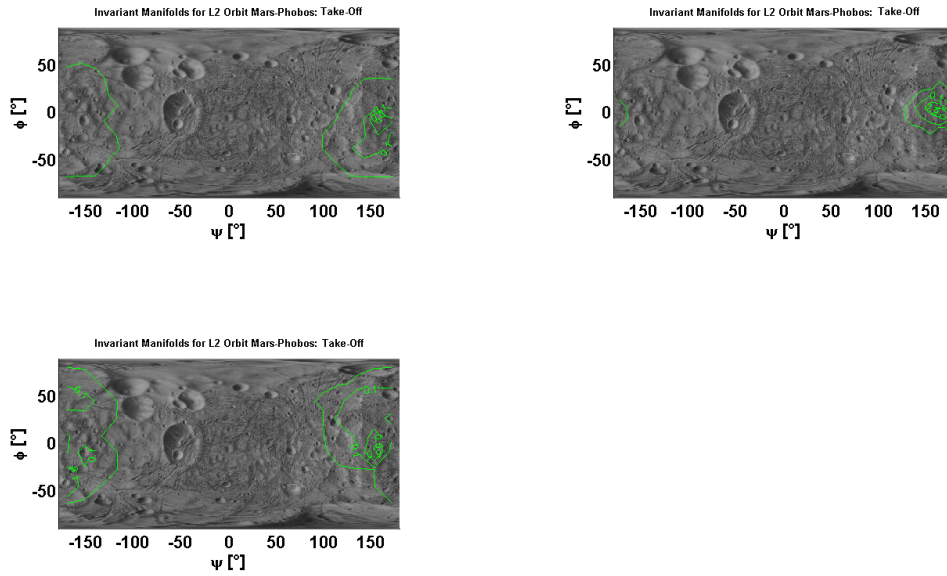 Invariant Manifolds for L2 Orbit Mars-Phobos: Take-Off
50
0
-50
ϕ [°]
-150 -100 -50 0 50 100 150
Ψ [°]
Invariant Manifolds for L2 Orbit Mars-Phobos: Take-Off
50
0
-50
ϕ [°]
-150 -100 -50 0 50 100 150
Ψ [°]
Invariant Manifolds for L2 Orbit Mars-Phobos: Take-Off
50
0
-50
ϕ [°]
-150 -100 -50 0 50 100 150
Ψ [°]